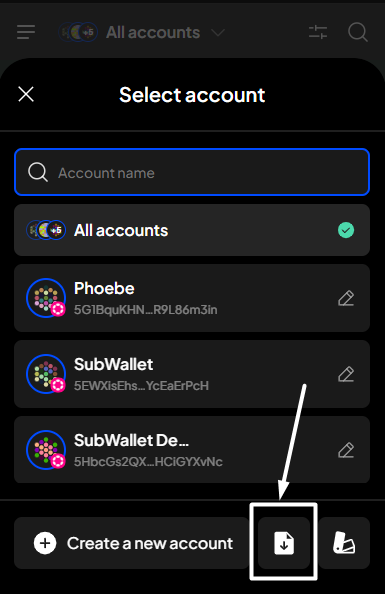 All accounts
Select account
Account name
+5 All accounts
Phoebe
5G1BquKHN...R9L86m3in
SubWallet
5EWXisEhs...YcEaErPcH
SubWallet De...
5HbcGs2QX...HCiGYXvNc
Create a new account